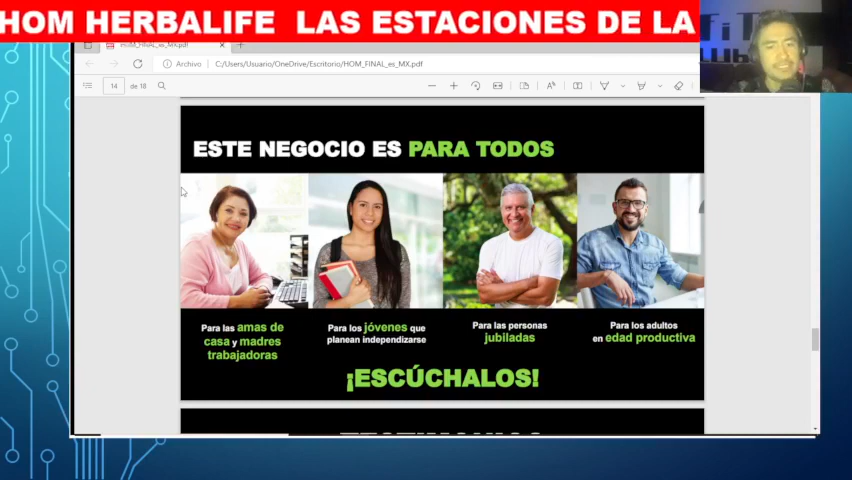 HOM HERBALIFE LAS ESTACIONES DE LA
HOM_FINAL_es_MX.pdf
Archivo
C:/Users/Usuario/OneDrive/Escritorio/HOM_FINAL_es_MX.pdf
14 de 18
ESTE NEGOCIO ES PARA TODOS
Para las amas de
casa y madres
trabajadoras
Para los jóvenes que
planean independizarse
Para las personas
jubiladas
Para los adultos
en edad productiva
¡ESCÚCHALOS!